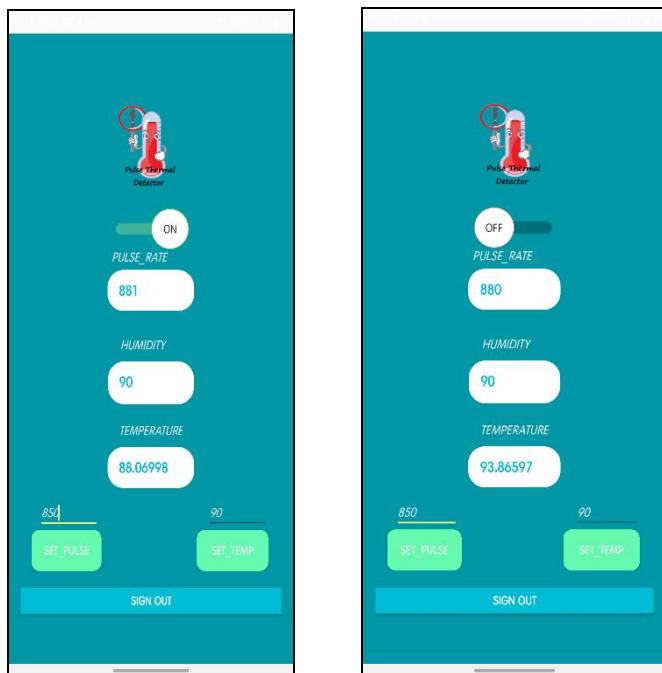 Pulse Thermal
Detector
ON
PULSE_RATE
881
HUMIDITY
90
TEMPERATURE
88.06998
850
90
SET_PULSE
SET_TEMP
SIGN OUT
Pulse Thermal
Detector
OFF
PULSE_RATE
880
HUMIDITY
90
TEMPERATURE
93.86597
850
90
SET_PULSE
SET_TEMP
SIGN OUT